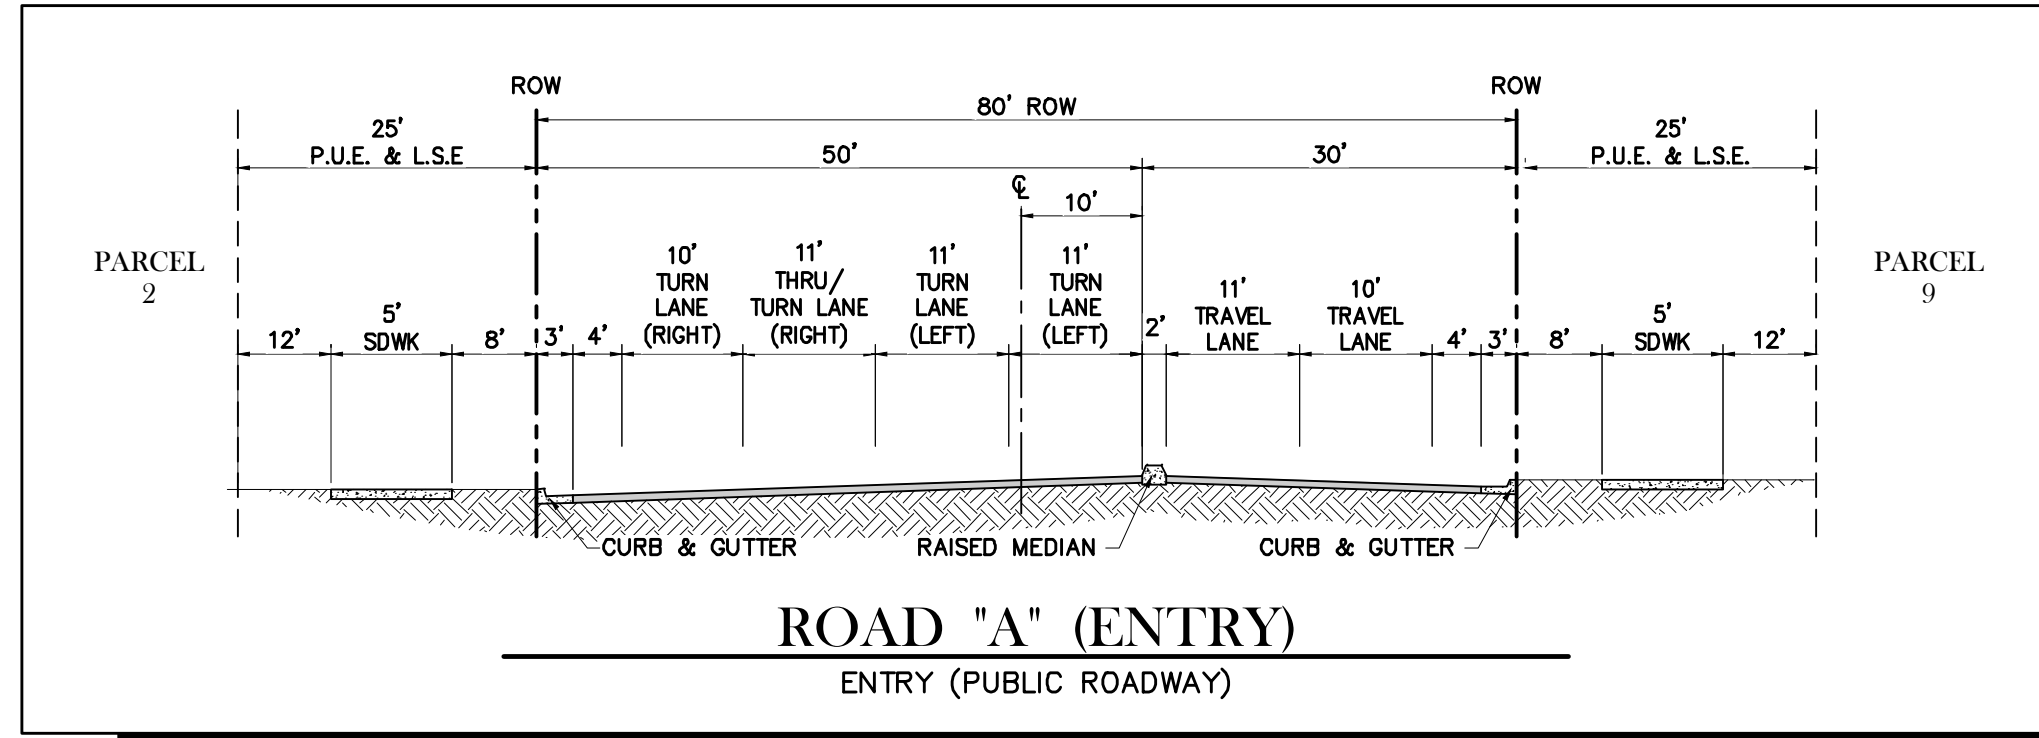 ROW
ROW
80' ROW
25'
P.U.E. & L.S.E
50'
30'
25'
P.U.E. & L.S.E.
℄
10'
PARCEL
2
12'
5'
SDWK
8'
3'
4'
10'
TURN
LANE
(RIGHT)
11'
THRU/
TURN LANE
(RIGHT)
11'
TURN
LANE
(LEFT)
11'
TURN
LANE
(LEFT)
2'
11'
TRAVEL
LANE
10'
TRAVEL
LANE
4'
3'
8'
5'
SDWK
12'
PARCEL
9
CURB & GUTTER
RAISED MEDIAN
CURB & GUTTER
ROAD "A" (ENTRY)
ENTRY (PUBLIC ROADWAY)